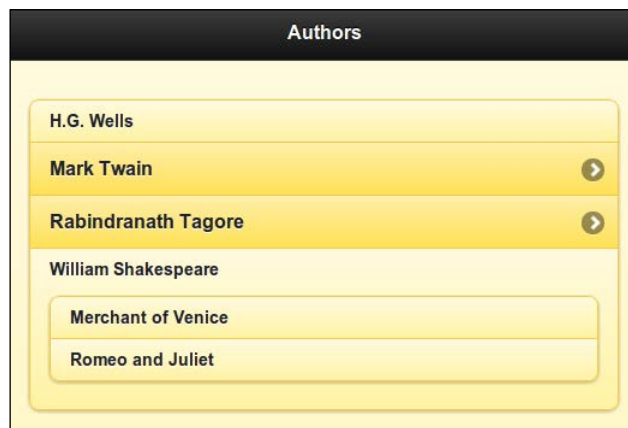 Authors
H.G. Wells
Mark Twain
Rabindranath Tagore
William Shakespeare
Merchant of Venice
Romeo and Juliet